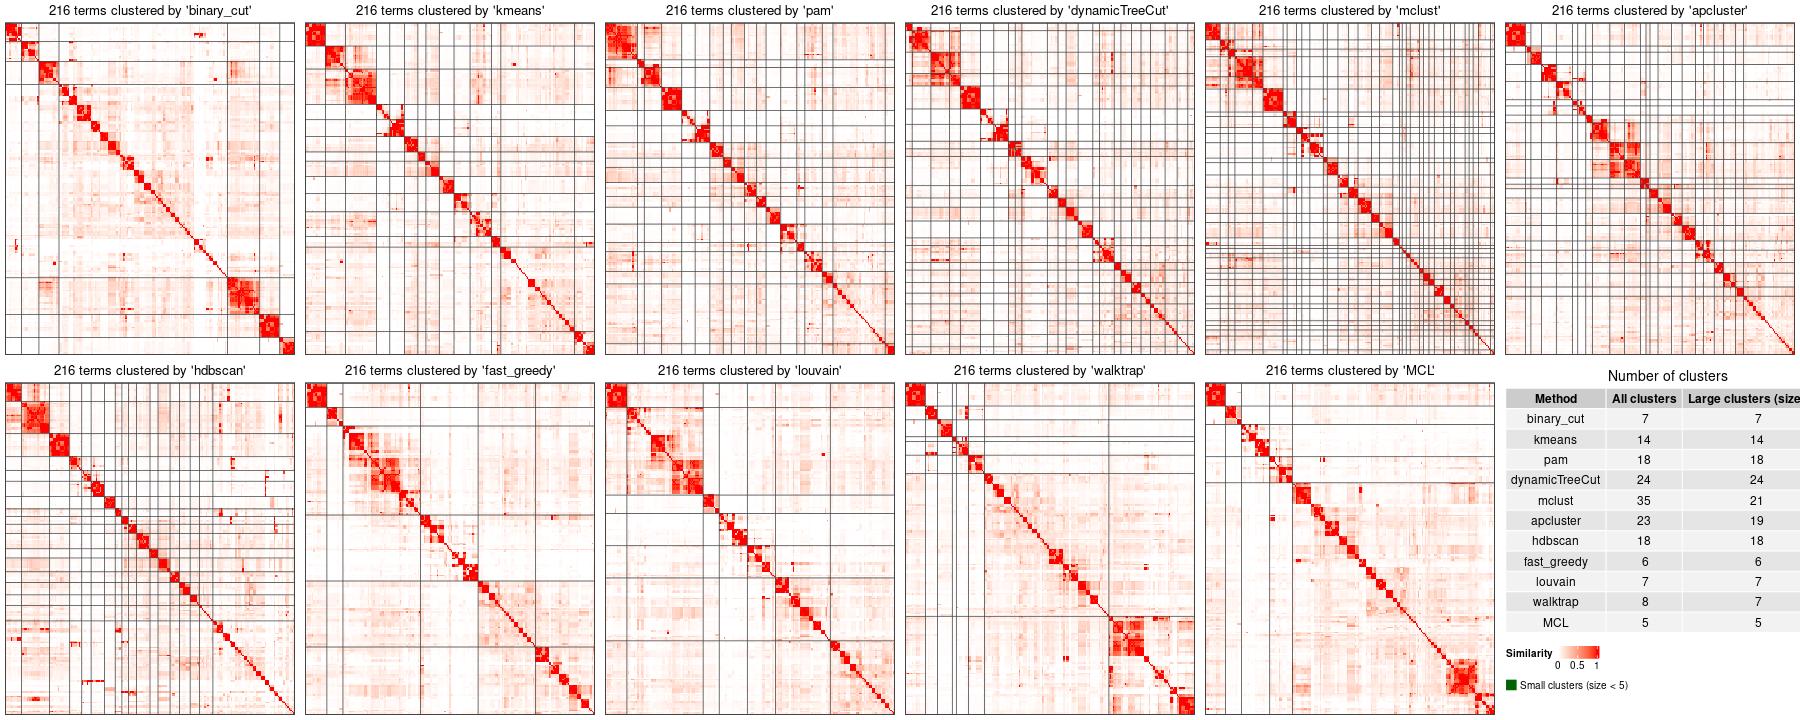 216 terms clustered by 'binary_cut'
216 terms clustered by 'kmeans'
216 terms clustered by 'pam'
216 terms clustered by 'dynamicTreeCut'
216 terms clustered by 'mclust'
216 terms clustered by 'apcluster'
216 terms clustered by 'hdbscan'
216 terms clustered by 'fast_greedy'
216 terms clustered by 'louvain'
216 terms clustered by 'walktrap'
216 terms clustered by 'MCL'
Number of clusters
Method All clusters Large clusters (size
binary_cut 7 7
kmeans 14 14
pam 18 18
dynamicTreeCut 24 24
mclust 35 21
apcluster 23 19
hdbscan 18 18
fast_greedy 6 6
louvain 7 7
walktrap 8 7
MCL 5 5
Similarity
0 0.5 1
Small clusters (size < 5)